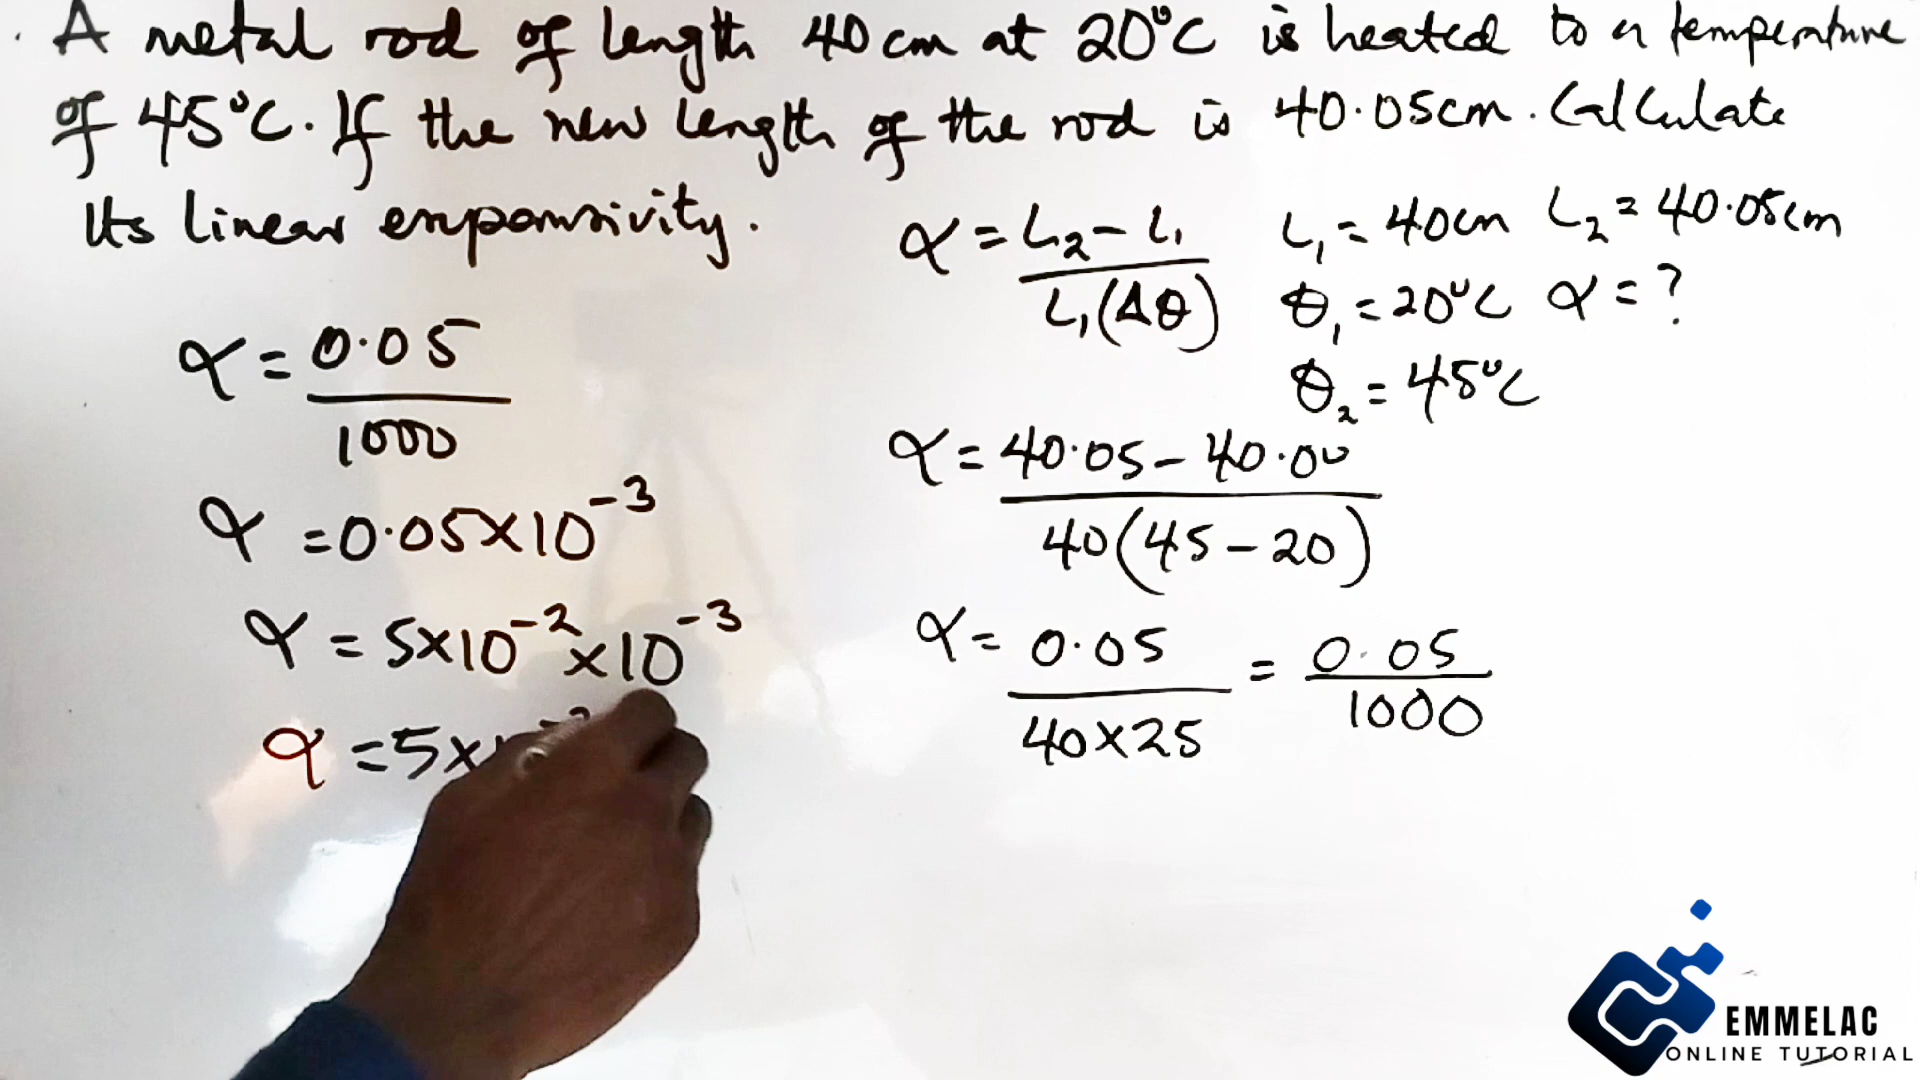 A metal rod of length 40cm at 20°C is heated to a temperature
of 45°C. If the new length of the rod is 40.05cm. Calculate
Its linear expansivity.
α = L₂ - L₁ / L₁(Δθ)
L₁ = 40cm L₂ = 40.05cm
θ₁ = 20°C α = ?
θ₂ = 45°C
α = 40.05 - 40.00 / 40(45 - 20)
α = 0.05 / 40×25 = 0.05 / 1000
α = 0.05 / 1000
α = 0.05×10⁻³
α = 5×10⁻² ×10⁻³
α = 5×
EMMELAC
ONLINE TUTORIAL